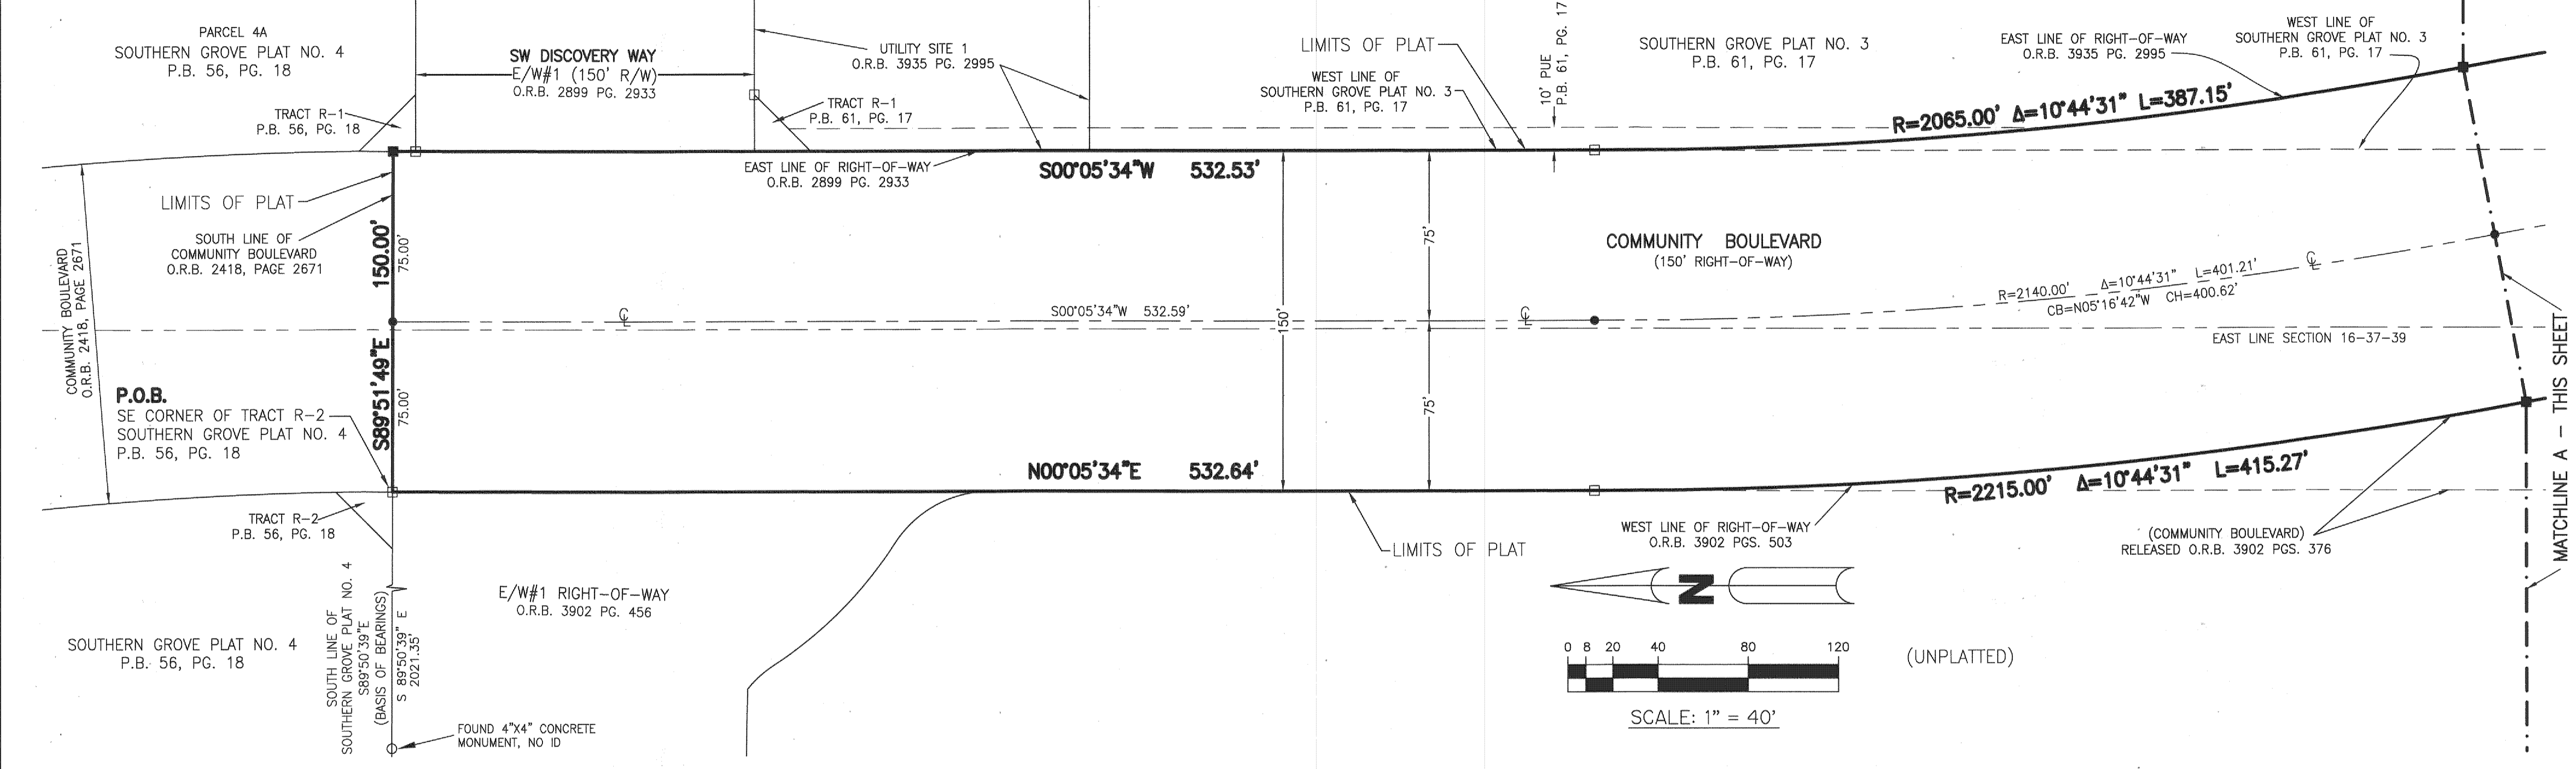 PARCEL 4A
SOUTHERN GROVE PLAT NO. 4
P.B. 56, PG. 18
SW DISCOVERY WAY
E/W#1 (150' R/W)
O.R.B. 2899 PG. 2933
UTILITY SITE 1
O.R.B. 3935 PG. 2995
LIMITS OF PLAT
WEST LINE OF
SOUTHERN GROVE PLAT NO. 3
P.B. 61, PG. 17
10' PUE
P.B. 61, PG. 17
SOUTHERN GROVE PLAT NO. 3
P.B. 61, PG. 17
EAST LINE OF RIGHT-OF-WAY
O.R.B. 3935 PG. 2995
WEST LINE OF
SOUTHERN GROVE PLAT NO. 3
P.B. 61, PG. 17
TRACT R-1
P.B. 56, PG. 18
TRACT R-1
P.B. 61, PG. 17
R=2065.00' Δ=10°44'31" L=387.15'
EAST LINE OF RIGHT-OF-WAY
O.R.B. 2899 PG. 2933
S00°05'34"W 532.53'
LIMITS OF PLAT
SOUTH LINE OF
COMMUNITY BOULEVARD
O.R.B. 2418, PAGE 2671
COMMUNITY BOULEVARD
O.R.B. 2418, PAGE 2671
S89°51'49"E 150.00'
75.00'
75.00'
150'
75'
75'
COMMUNITY BOULEVARD
(150' RIGHT-OF-WAY)
S00°05'34"W 532.59'
R=2140.00' Δ=10°44'31" L=401.21'
CB=N05°16'42"W CH=400.62'
EAST LINE SECTION 16-37-39
MATCHLINE A - THIS SHEET
P.O.B.
SE CORNER OF TRACT R-2
SOUTHERN GROVE PLAT NO. 4
P.B. 56, PG. 18
N00°05'34"E 532.64'
R=2215.00' Δ=10°44'31" L=415.27'
TRACT R-2
P.B. 56, PG. 18
WEST LINE OF RIGHT-OF-WAY
O.R.B. 3902 PGS. 503
LIMITS OF PLAT
(COMMUNITY BOULEVARD)
RELEASED O.R.B. 3902 PGS. 376
E/W#1 RIGHT-OF-WAY
O.R.B. 3902 PG. 456
N
SOUTHERN GROVE PLAT NO. 4
P.B. 56, PG. 18
SOUTH LINE OF
SOUTHERN GROVE PLAT NO. 4
S89°50'39"E
(BASIS OF BEARINGS)
S 89°50'39" E
2021.35'
0 8 20 40 80 120
(UNPLATTED)
SCALE: 1" = 40'
FOUND 4"X4" CONCRETE
MONUMENT, NO ID